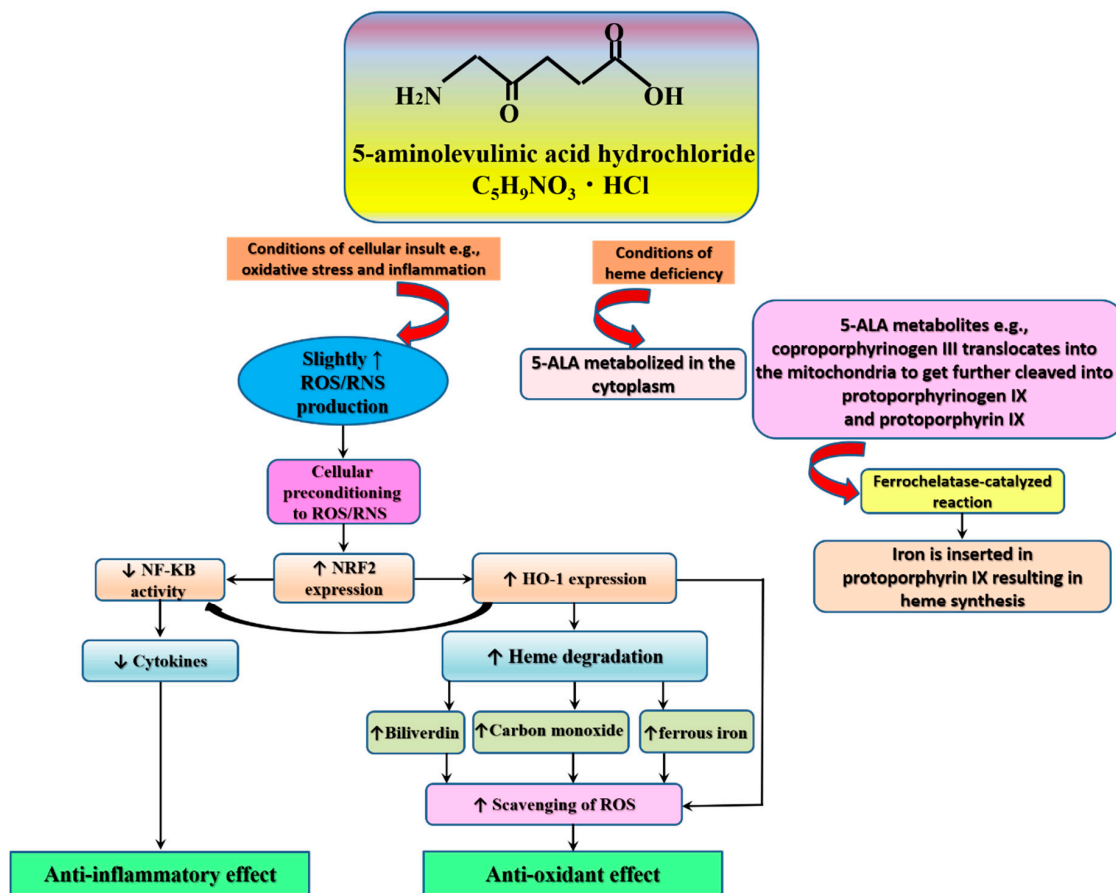 O
H₂N
O
OH
5-aminolevulinic acid hydrochloride
C₅H₉NO₃ · HCl
Conditions of cellular insult e.g.,
oxidative stress and inflammation
Conditions of
heme deficiency
Slightly ↑
ROS/RNS
production
5-ALA metabolized in the
cytoplasm
5-ALA metabolites e.g.,
coproporphyrinogen III translocates into
the mitochondria to get further cleaved into
protoporphyrinogen IX
and protoporphyrin IX
Cellular
preconditioning
to ROS/RNS
Ferrochelatase-catalyzed
reaction
↓ NF-KB
activity
↑ NRF2
expression
↑ HO-1 expression
Iron is inserted in
protoporphyrin IX resulting in
heme synthesis
↓ Cytokines
↑ Heme degradation
↑Biliverdin
↑Carbon monoxide
↑ferrous iron
↑ Scavenging of ROS
Anti-inflammatory effect
Anti-oxidant effect